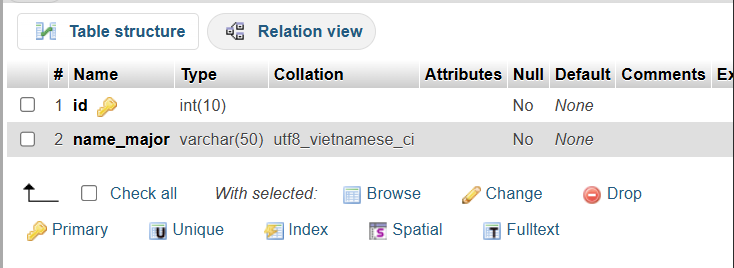 Table structure Relation view
# Name Type Collation Attributes Null Default Comments Ex
1 id int(10) No None
2 name_major varchar(50) utf8_vietnamese_ci No None
Check all With selected: Browse Change Drop
Primary Unique Index Spatial Fulltext